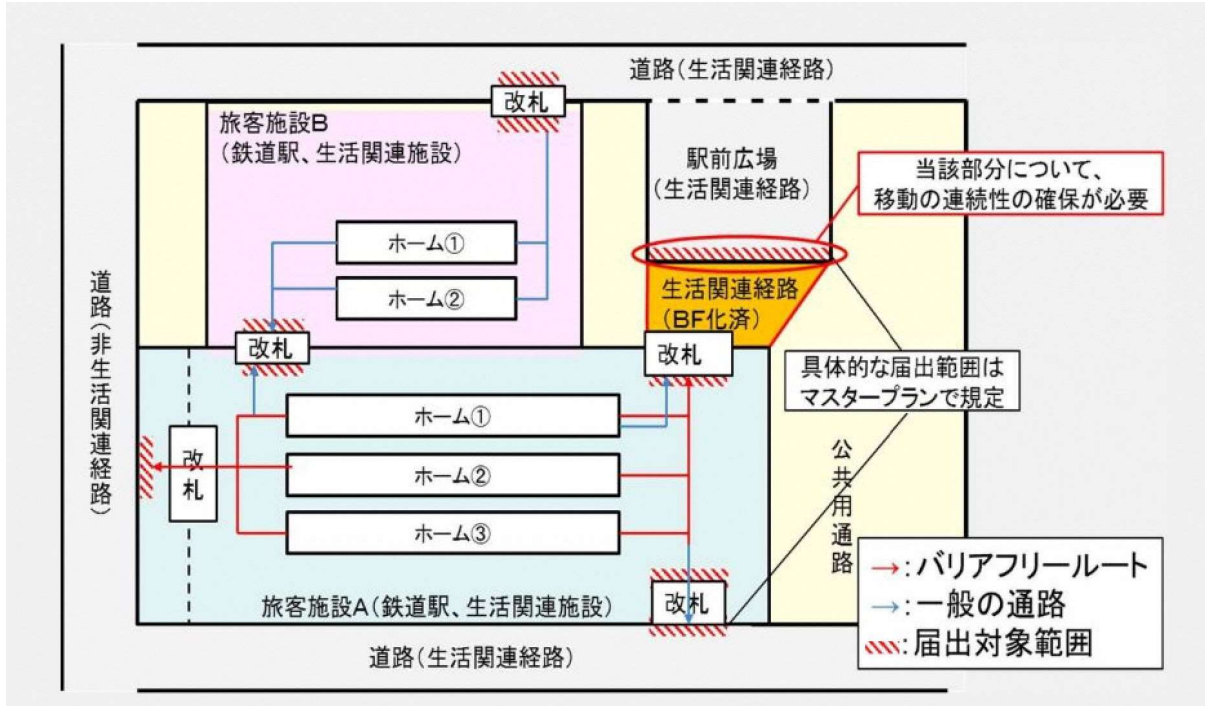 道路（生活関連経路）
改札
旅客施設B
（鉄道駅、生活関連施設）
駅前広場
（生活関連経路）
当該部分について、
移動の連続性の確保が必要
ホーム①
ホーム②
生活関連経路
（BF化済）
道路（非生活関連経路）
改札
改札
具体的な届出範囲は
マスタープランで規定
ホーム①
改札
ホーム②
ホーム③
公共用通路
旅客施設A（鉄道駅、生活関連施設）
改札
道路（生活関連経路）
→：バリアフリールート
→：一般の通路
：届出対象範囲